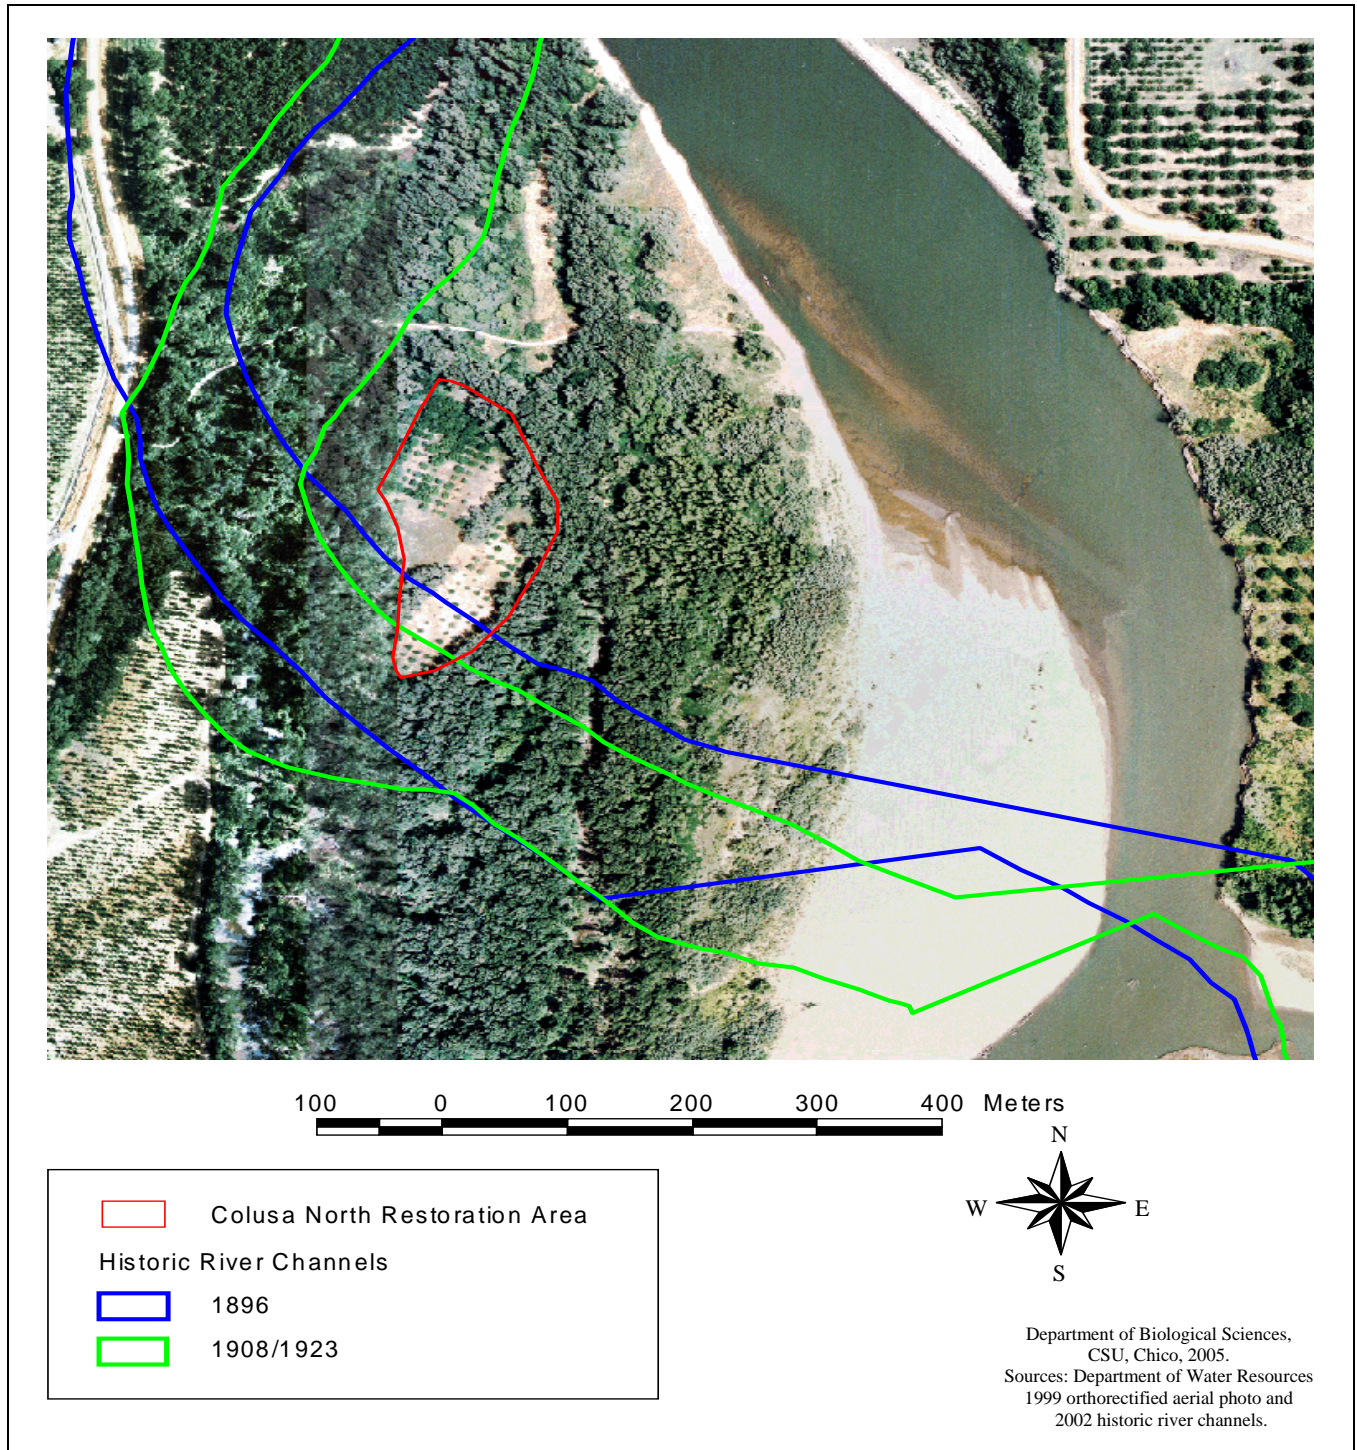 100 0 100 200 300 400 Meters
N
W E
S
Colusa North Restoration Area
Historic River Channels
1896
1908/1923
Department of Biological Sciences,
CSU, Chico, 2005.
Sources: Department of Water Resources
1999 orthorectified aerial photo and
2002 historic river channels.